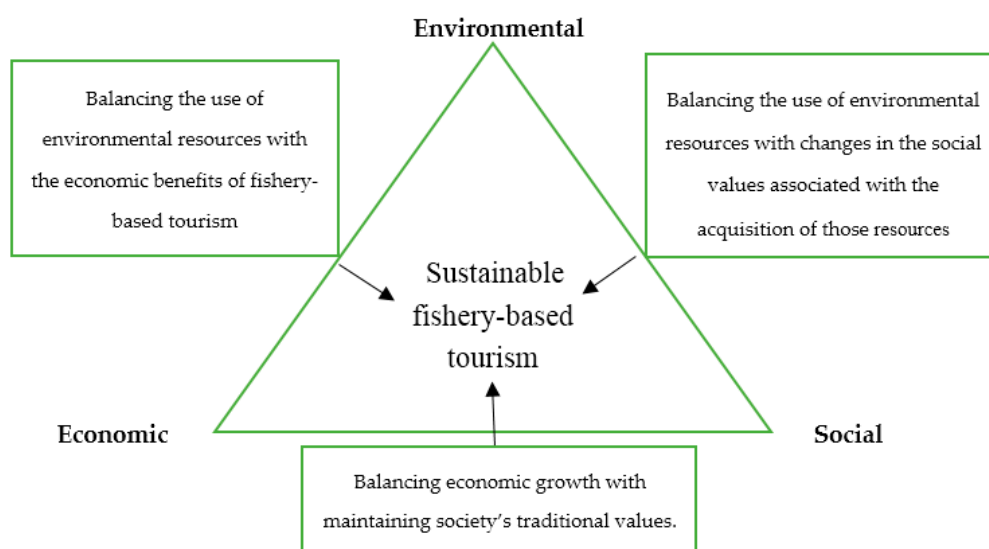 Environmental
Balancing the use of
environmental resources with
the economic benefits of fishery-
based tourism
Balancing the use of environmental
resources with changes in the social
values associated with the
acquisition of those resources
Sustainable
fishery-based
tourism
Economic
Social
Balancing economic growth with
maintaining society’s traditional values.